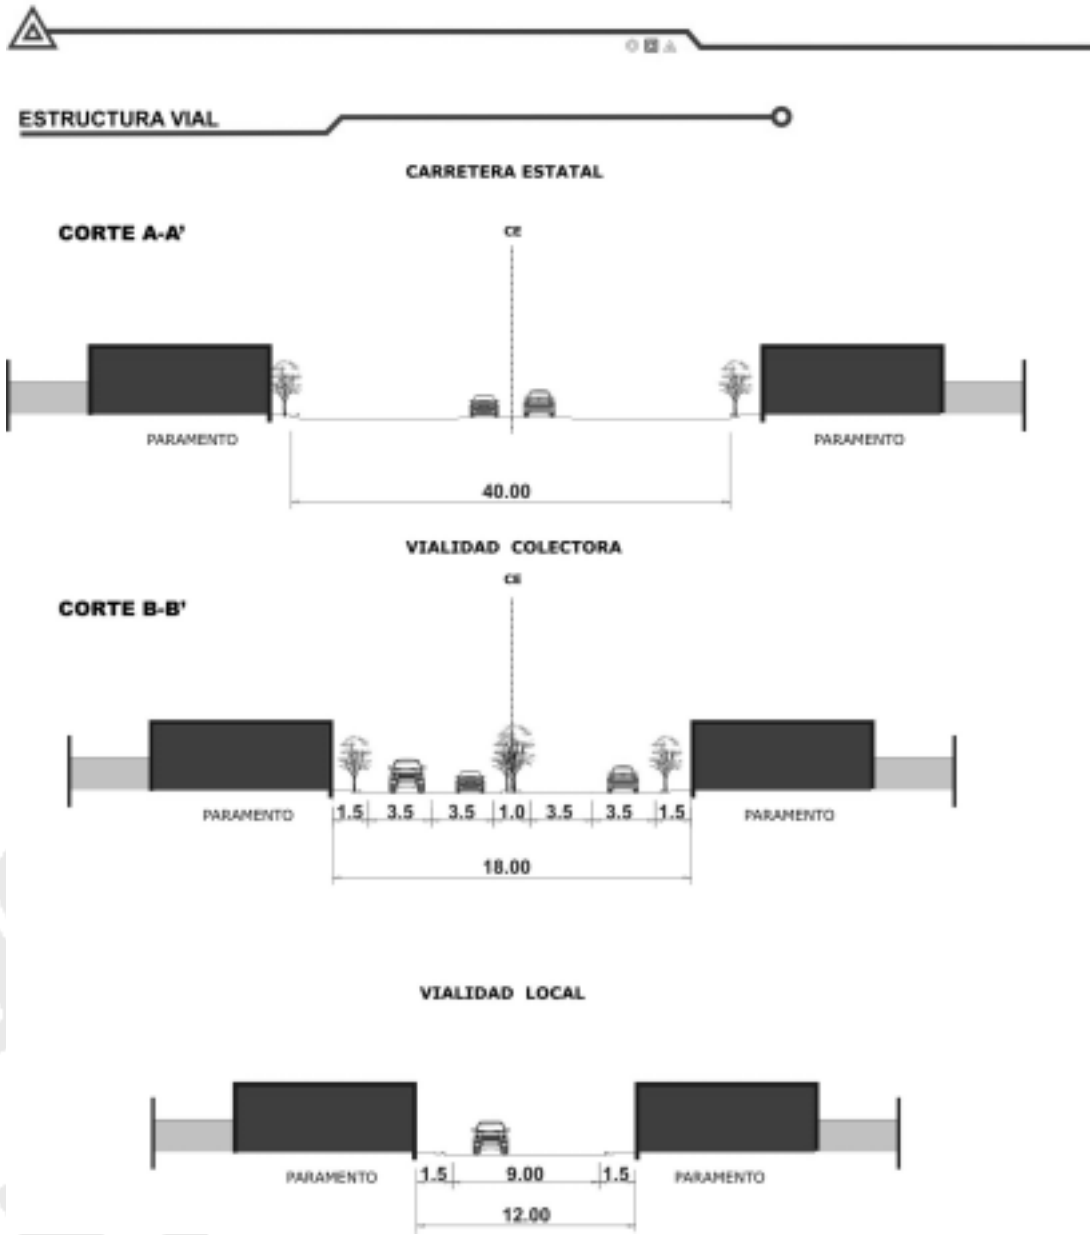 ESTRUCTURA VIAL
CARRETERA ESTATAL
CORTE A-A'
CE
PARAMENTO PARAMENTO
40.00
VIALIDAD COLECTORA
CE
CORTE B-B'
PARAMENTO 1.5 3.5 3.5 1.0 3.5 3.5 1.5 PARAMENTO
18.00
VIALIDAD LOCAL
PARAMENTO 1.5 9.00 1.5 PARAMENTO
12.00